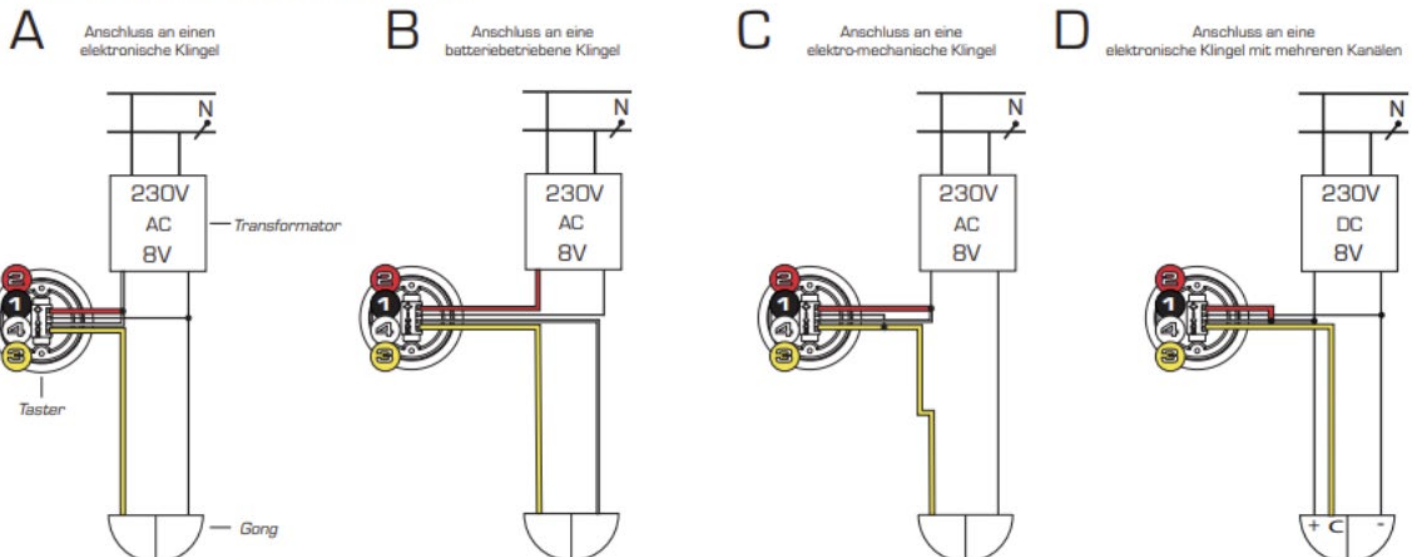 A
Anschluss an einen
elektronische Klingel
N
230V
AC
8V
Transformator
2
1
4
3
Taster
Gong
B
Anschluss an eine
batteriebetriebene Klingel
N
230V
AC
8V
2
1
4
3
C
Anschluss an eine
elektro-mechanische Klingel
N
230V
AC
8V
2
1
4
3
D
Anschluss an eine
elektronische Klingel mit mehreren Kanälen
N
230V
DC
8V
2
1
4
3
+ C -